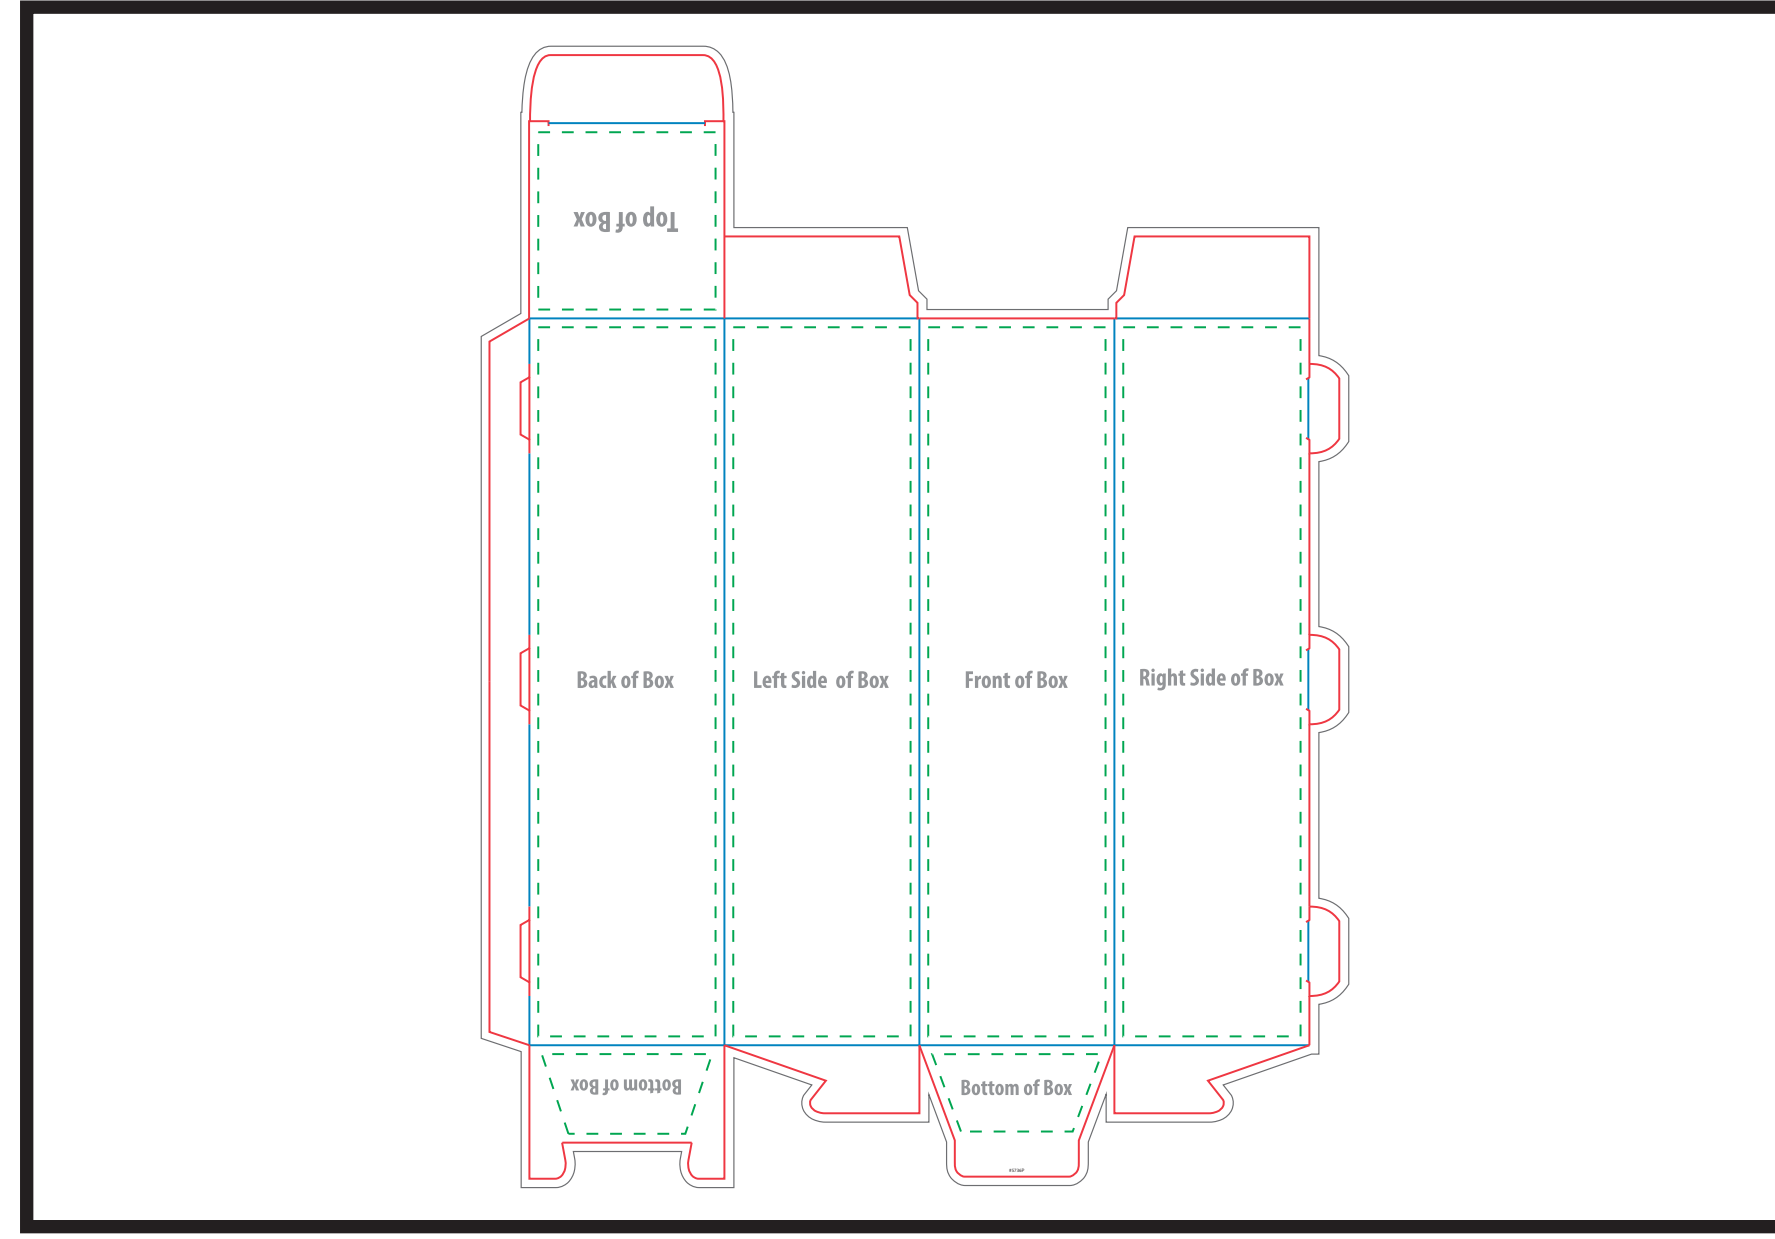 Top of Box
Back of Box
Left Side of Box
Front of Box
Right Side of Box
Bottom of Box
Bottom of Box